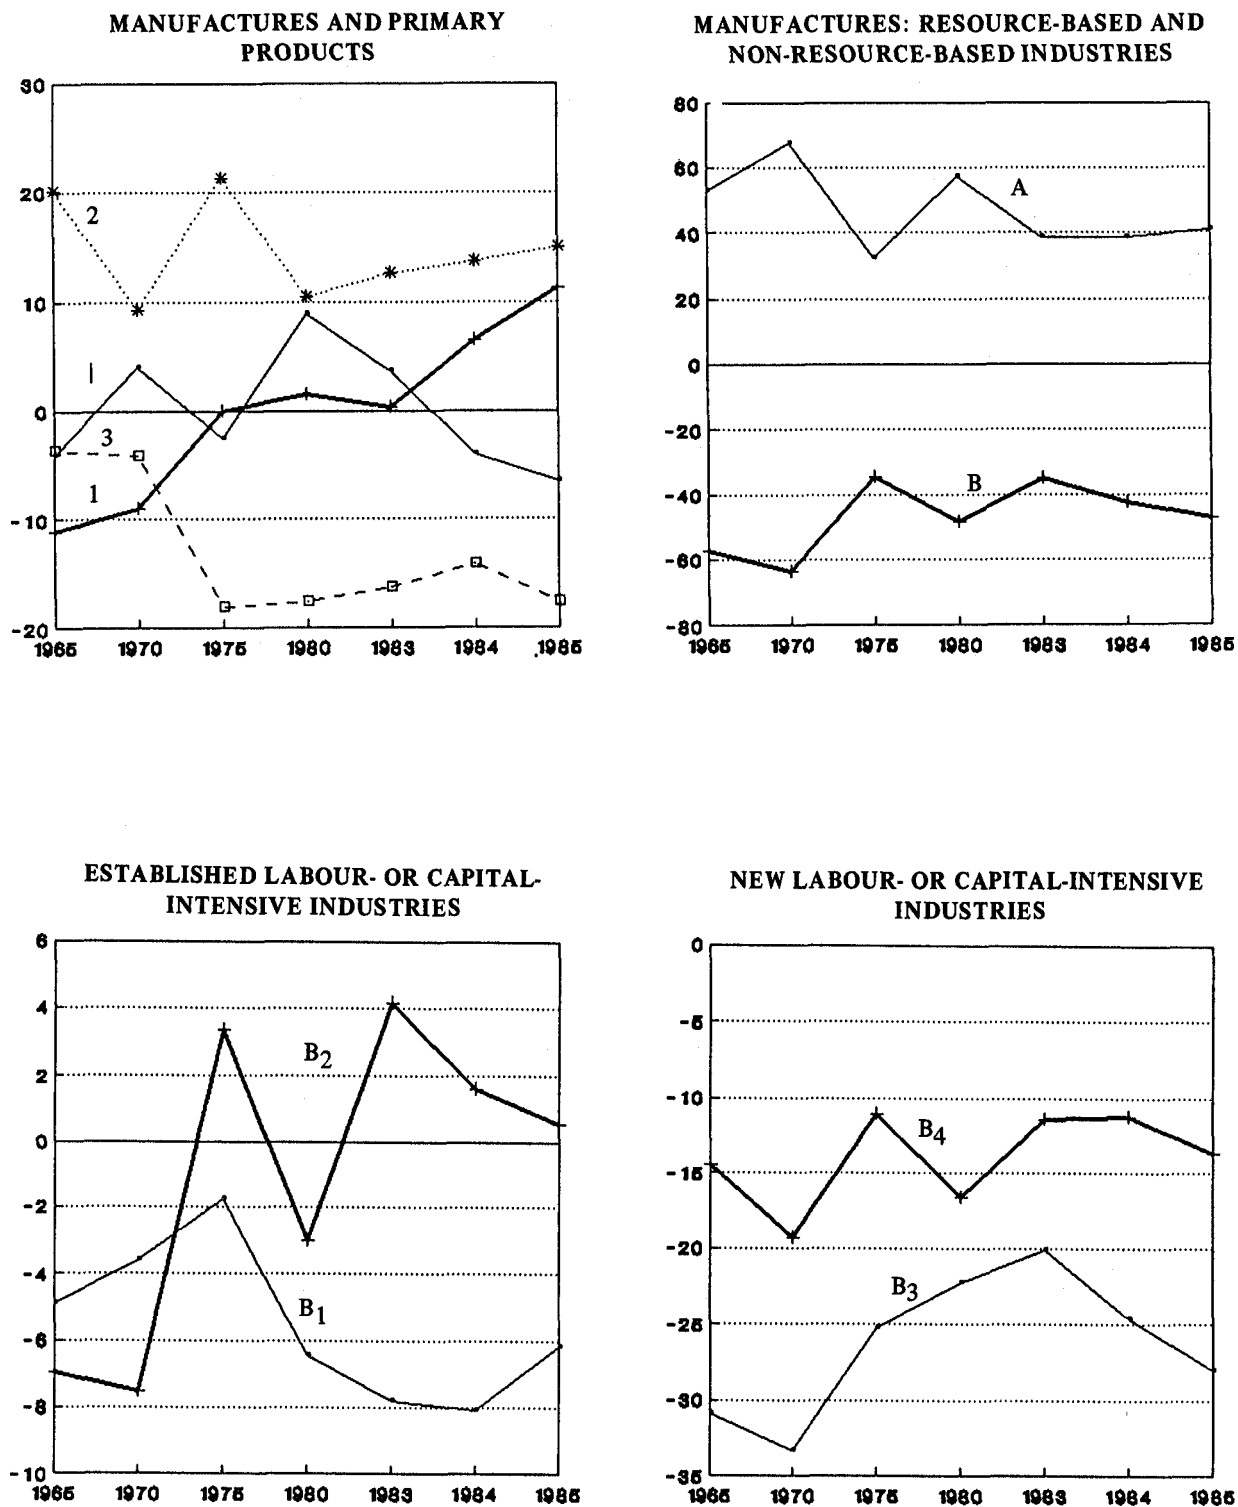 MANUFACTURES AND PRIMARY
PRODUCTS
30
20
10
0
-10
-20
2
I
3
1
1965 1970 1975 1980 1983 1984 1985
MANUFACTURES: RESOURCE-BASED AND
NON-RESOURCE-BASED INDUSTRIES
80
60
40
20
0
-20
-40
-60
-80
A
B
1965 1970 1975 1980 1983 1984 1985
ESTABLISHED LABOUR- OR CAPITAL-
INTENSIVE INDUSTRIES
6
4
2
0
-2
-4
-6
-8
-10
B2
B1
1965 1970 1975 1980 1983 1984 1985
NEW LABOUR- OR CAPITAL-INTENSIVE
INDUSTRIES
0
-5
-10
-15
-20
-25
-30
-35
B4
B3
1965 1970 1975 1980 1983 1984 1985